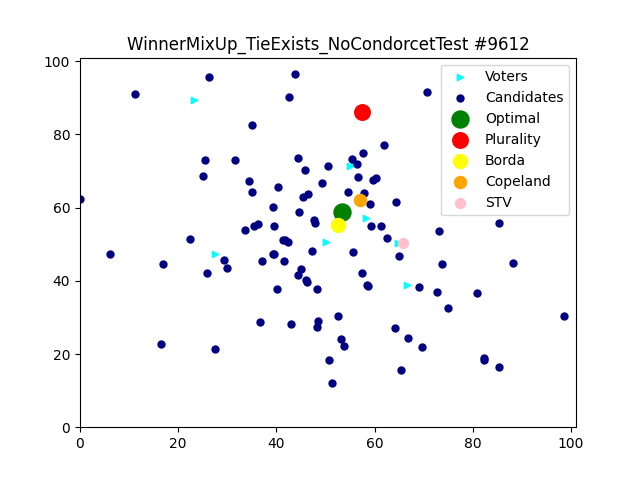 WinnerMixUp_TieExists_NoCondorcetTest #9612
100
80
60
40
20
0
0 20 40 60 80 100
Voters
Candidates
Optimal
Plurality
Borda
Copeland
STV